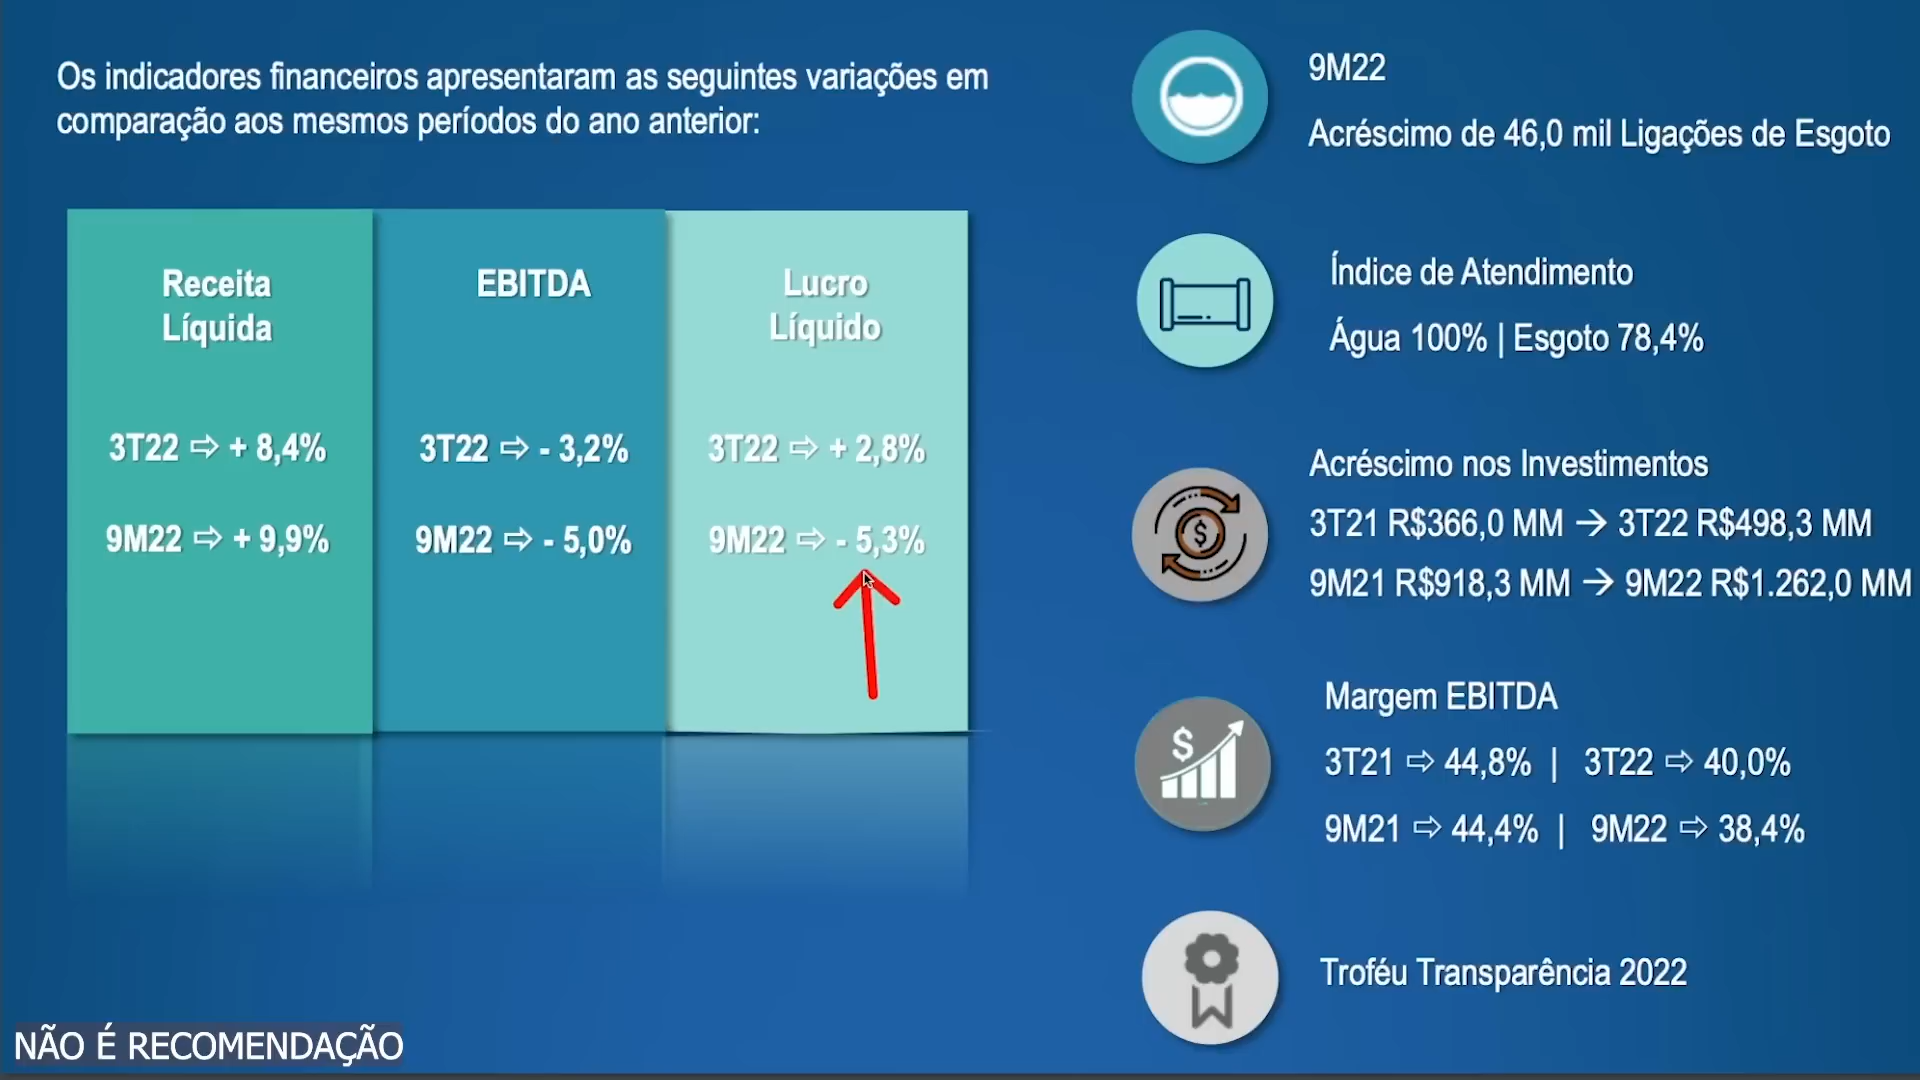 Os indicadores financeiros apresentaram as seguintes variações em
comparação aos mesmos períodos do ano anterior:
Receita
Líquida
3T22 ⇨ + 8,4%
9M22 ⇨ + 9,9%
EBITDA
3T22 ⇨ - 3,2%
9M22 ⇨ - 5,0%
Lucro
Líquido
3T22 ⇨ + 2,8%
9M22 ⇨ - 5,3%
9M22
Acréscimo de 46,0 mil Ligações de Esgoto
Índice de Atendimento
Água 100% | Esgoto 78,4%
Acréscimo nos Investimentos
3T21 R$366,0 MM → 3T22 R$498,3 MM
9M21 R$918,3 MM → 9M22 R$1.262,0 MM
Margem EBITDA
3T21 ⇨ 44,8% | 3T22 ⇨ 40,0%
9M21 ⇨ 44,4% | 9M22 ⇨ 38,4%
Troféu Transparência 2022
NÃO É RECOMENDAÇÃO